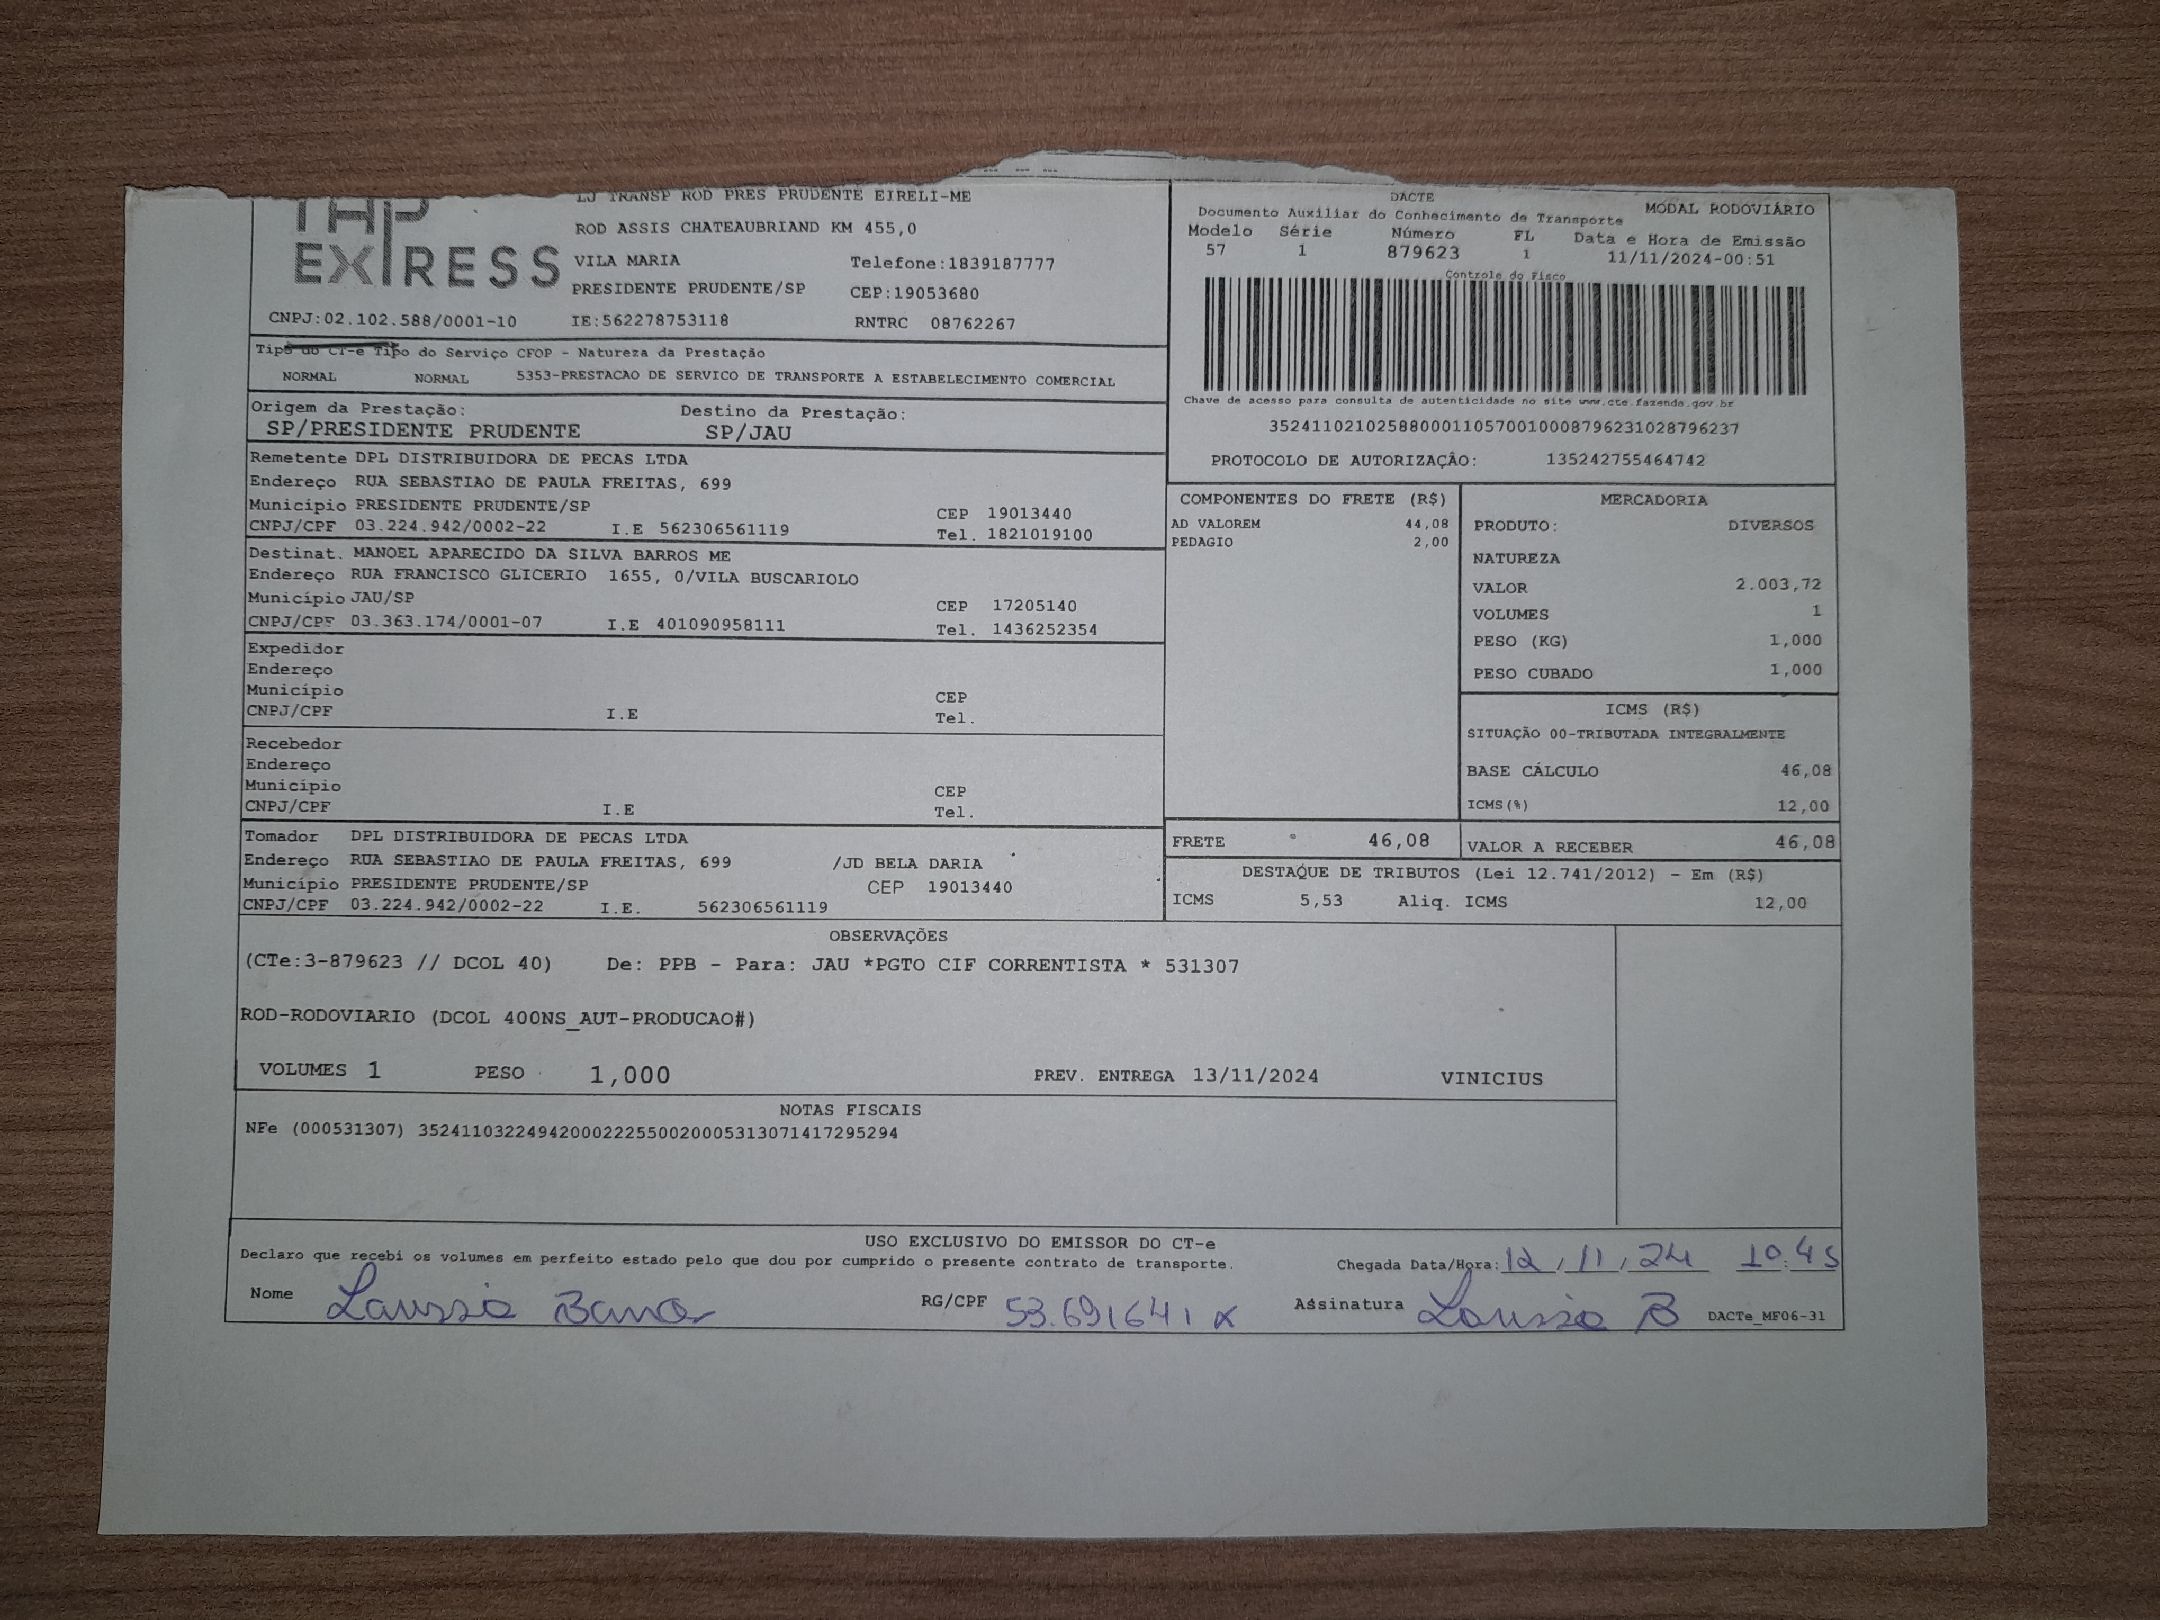 TAP
EXPRESS
LJ TRANSP ROD PRES PRUDENTE EIRELI-ME
ROD ASSIS CHATEAUBRIAND KM 455,0
VILA MARIA Telefone:1839187777
PRESIDENTE PRUDENTE/SP CEP:19053680
CNPJ:02.102.588/0001-10 IE:562278753118 RNTRC 08762267
DACTE
Documento Auxiliar do Conhecimento de Transporte MODAL RODOVIÁRIO
Modelo Série Número FL Data e Hora de Emissão
57 1 879623 1 11/11/2024-00:51
Controle do Fisco
Chave de acesso para consulta de autenticidade no site www.cte.fazenda.gov.br
35241102102588000110570010008796231028796237
PROTOCOLO DE AUTORIZAÇÃO: 135242755464742
Tipo do CT-e Tipo do Serviço CFOP - Natureza da Prestação
NORMAL NORMAL 5353-PRESTACAO DE SERVICO DE TRANSPORTE A ESTABELECIMENTO COMERCIAL
Origem da Prestação: Destino da Prestação:
SP/PRESIDENTE PRUDENTE SP/JAU
Remetente DPL DISTRIBUIDORA DE PECAS LTDA
Endereço RUA SEBASTIAO DE PAULA FREITAS, 699
Município PRESIDENTE PRUDENTE/SP CEP 19013440
CNPJ/CPF 03.224.942/0002-22 I.E 562306561119 Tel. 1821019100
Destinat. MANOEL APARECIDO DA SILVA BARROS ME
Endereço RUA FRANCISCO GLICERIO 1655, 0/VILA BUSCARIOLO
Município JAU/SP CEP 17205140
CNPJ/CPF 03.363.174/0001-07 I.E 401090958111 Tel. 1436252354
Expedidor
Endereço
Município CEP
CNPJ/CPF I.E Tel.
Recebedor
Endereço
Município CEP
CNPJ/CPF I.E Tel.
Tomador DPL DISTRIBUIDORA DE PECAS LTDA
Endereço RUA SEBASTIAO DE PAULA FREITAS, 699 /JD BELA DARIA
Município PRESIDENTE PRUDENTE/SP CEP 19013440
CNPJ/CPF 03.224.942/0002-22 I.E. 562306561119
COMPONENTES DO FRETE (R$)
AD VALOREM 44,08
PEDAGIO 2,00
MERCADORIA
PRODUTO: DIVERSOS
NATUREZA
VALOR 2.003,72
VOLUMES 1
PESO (KG) 1,000
PESO CUBADO 1,000
ICMS (R$)
SITUAÇÃO 00-TRIBUTADA INTEGRALMENTE
BASE CÁLCULO 46,08
ICMS(%) 12,00
FRETE 46,08 VALOR A RECEBER 46,08
DESTAQUE DE TRIBUTOS (Lei 12.741/2012) - Em (R$)
ICMS 5,53 Aliq. ICMS 12,00
OBSERVAÇÕES
(CTe:3-879623 // DCOL 40) De: PPB - Para: JAU *PGTO CIF CORRENTISTA * 531307
ROD-RODOVIARIO (DCOL 400NS_AUT-PRODUCAO#)
VOLUMES 1 PESO 1,000 PREV. ENTREGA 13/11/2024 VINICIUS
NOTAS FISCAIS
NFe (000531307) 35241103224942000222550020005313071417295294
USO EXCLUSIVO DO EMISSOR DO CT-e
Declaro que recebi os volumes em perfeito estado pelo que dou por cumprido o presente contrato de transporte. Chegada Data/Hora: 12/11/24 10:45
Nome RG/CPF 53.691641 x Assinatura DACTe_MF06-31